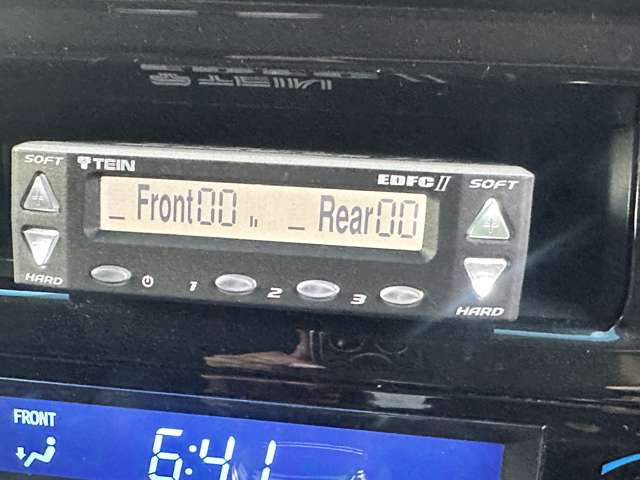 SOFT TEIN EDFC II SOFT
_ Front00 _ Rear00
HARD 1 2 3 HARD
FRONT
6:41